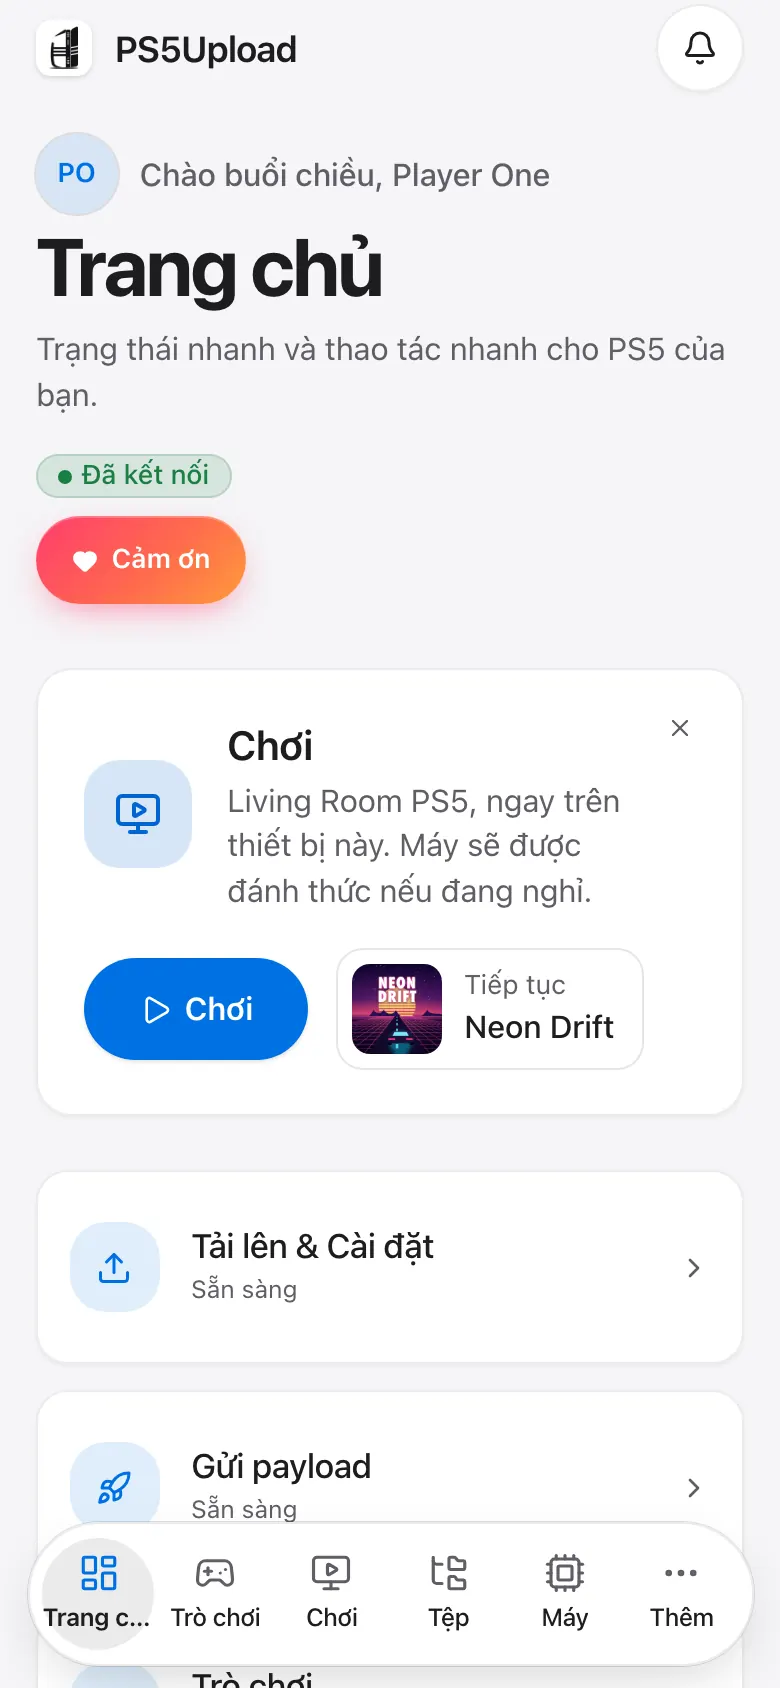 PS5Upload
PO
Chào buổi chiều, Player One
Trang chủ
Trạng thái nhanh và thao tác nhanh cho PS5 của
bạn.
Đã kết nối
Cảm ơn
Chơi
Living Room PS5, ngay trên
thiết bị này. Máy sẽ được
đánh thức nếu đang nghỉ.
Chơi
NEON
DRIFT
Tiếp tục
Neon Drift
Tải lên & Cài đặt
Sẵn sàng
Gửi payload
Sẵn sàng
Trang c...
Trò chơi
Chơi
Tệp
Máy
Thêm
Trò chơi